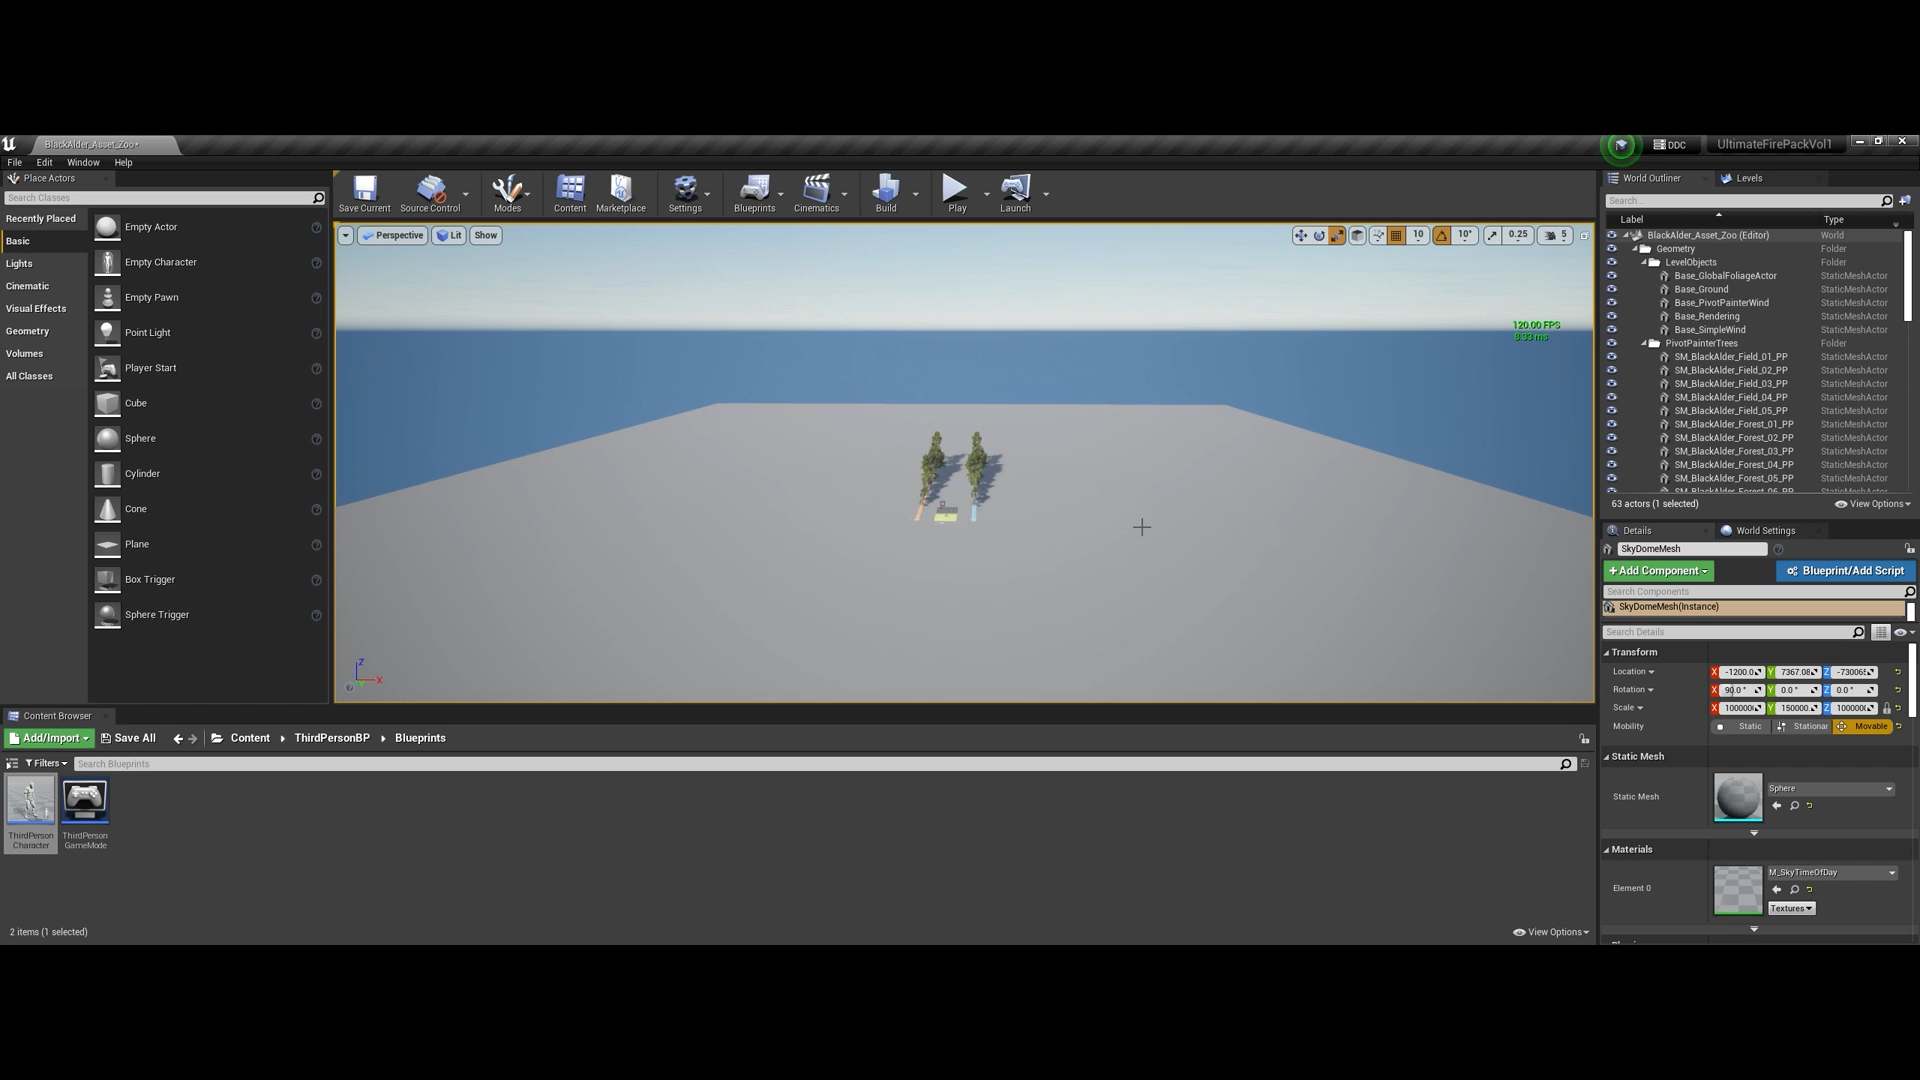 BlackAlder_Asset_Zoo*
DDC
UltimateFirePackVol1
File Edit Window Help
Place Actors
Search Classes
Recently Placed
Basic
Lights
Cinematic
Visual Effects
Geometry
Volumes
All Classes
Empty Actor
Empty Character
Empty Pawn
Point Light
Player Start
Cube
Sphere
Cylinder
Cone
Plane
Box Trigger
Sphere Trigger
Save Current Source Control Modes Content Marketplace Settings Blueprints Cinematics Build Play Launch
Perspective Lit Show
10 10° 0.25 5
120.00 FPS
8.33 ms
Z
X
World Outliner Levels
Search...
Label Type
BlackAlder_Asset_Zoo (Editor) World
Geometry Folder
LevelObjects Folder
Base_GlobalFoliageActor StaticMeshActor
Base_Ground StaticMeshActor
Base_PivotPainterWind StaticMeshActor
Base_Rendering StaticMeshActor
Base_SimpleWind StaticMeshActor
PivotPainterTrees Folder
SM_BlackAlder_Field_01_PP StaticMeshActor
SM_BlackAlder_Field_02_PP StaticMeshActor
SM_BlackAlder_Field_03_PP StaticMeshActor
SM_BlackAlder_Field_04_PP StaticMeshActor
SM_BlackAlder_Field_05_PP StaticMeshActor
SM_BlackAlder_Forest_01_PP StaticMeshActor
SM_BlackAlder_Forest_02_PP StaticMeshActor
SM_BlackAlder_Forest_03_PP StaticMeshActor
SM_BlackAlder_Forest_04_PP StaticMeshActor
SM_BlackAlder_Forest_05_PP StaticMeshActor
63 actors (1 selected) View Options
Details World Settings
SkyDomeMesh
+Add Component Blueprint/Add Script
Search Components
SkyDomeMesh(Instance)
Search Details
Transform
Location X -1200.0 Y 7367.08 Z -73006
Rotation X 90.0° Y 0.0° Z 0.0°
Scale X 100000 Y 150000. Z 100000
Mobility Static Stationar Movable
Static Mesh
Static Mesh Sphere
Materials
Element 0 M_SkyTimeOfDay
Textures
Content Browser
Add/Import Save All Content ThirdPersonBP Blueprints
Filters Search Blueprints
ThirdPerson
Character
ThirdPerson
GameMode
2 items (1 selected) View Options